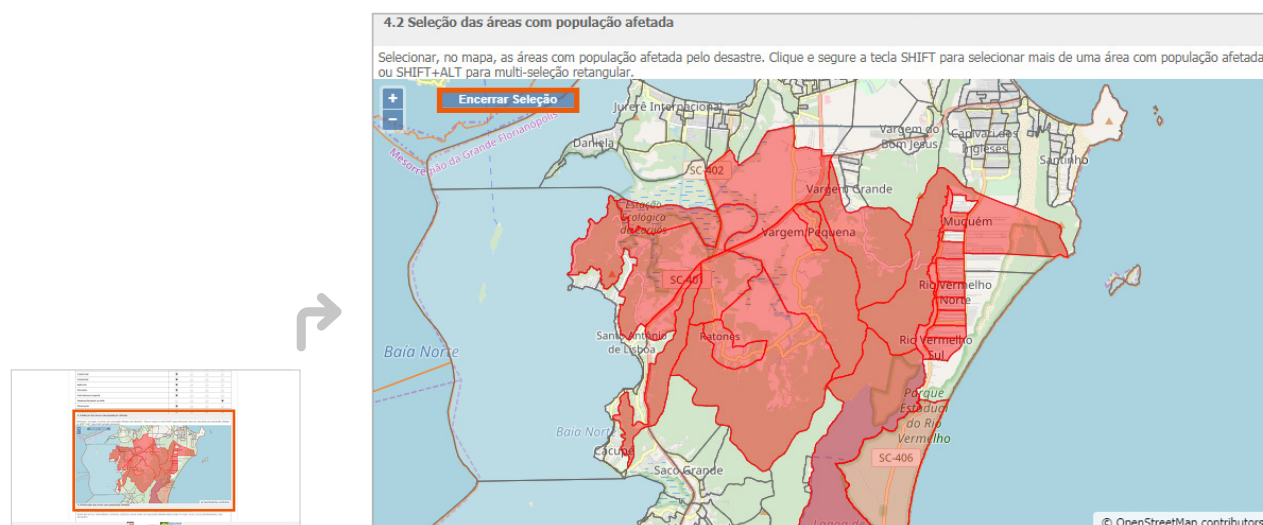 4.2 Seleção das áreas com população afetada
Selecionar, no mapa, as áreas com população afetada pelo desastre. Clique e segure a tecla SHIFT para selecionar mais de uma área com população afetada
ou SHIFT+ALT para multi-seleção retangular.
+
Encerrar Seleção
−
Jurerê Internacional
Mesorregião da Grande Florianópolis
Daniela
Vargem do
Bom Jesus
Capivari dos
Ingleses
Santinho
SC-402
Vargem Grande
Estação
Ecológica
de Carijós
Vargem Pequena
Muquém
SC-401
Rio Vermelho
Norte
Santo Antônio
de Lisboa
Ratones
Rio Vermelho
Sul
Baía Norte
Parque
Estadual
do Rio
Vermelho
Baía Norte
Cacupé
SC-406
Saco Grande
Lagoa da
© OpenStreetMap contributors